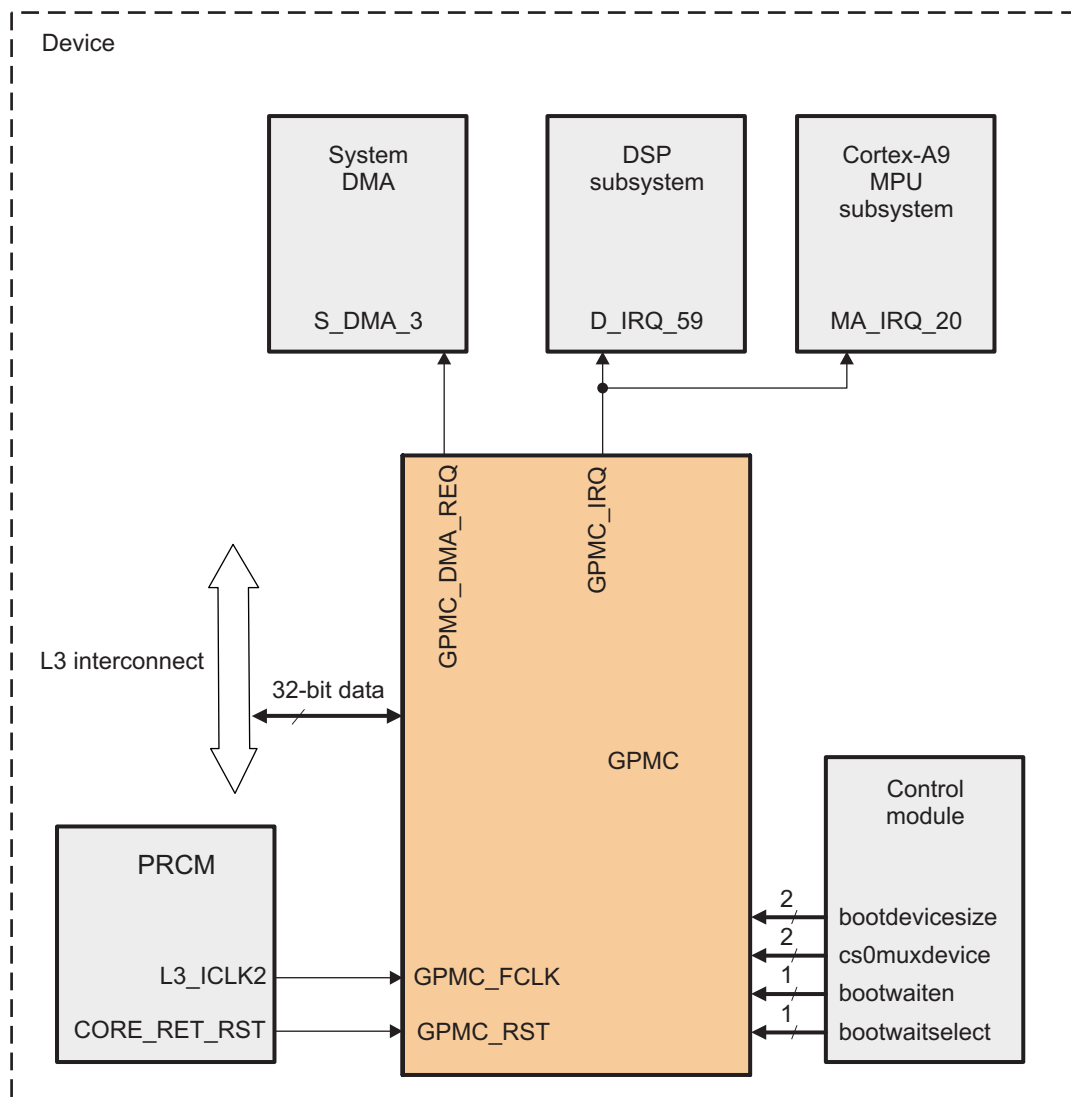 Device
System
DMA
S_DMA_3
DSP
subsystem
D_IRQ_59
Cortex-A9
MPU
subsystem
MA_IRQ_20
GPMC_DMA_REQ
GPMC_IRQ
L3 interconnect
32-bit data
GPMC
PRCM
L3_ICLK2
CORE_RET_RST
GPMC_FCLK
GPMC_RST
Control
module
2
bootdevicesize
2
cs0muxdevice
1
bootwaiten
1
bootwaitselect